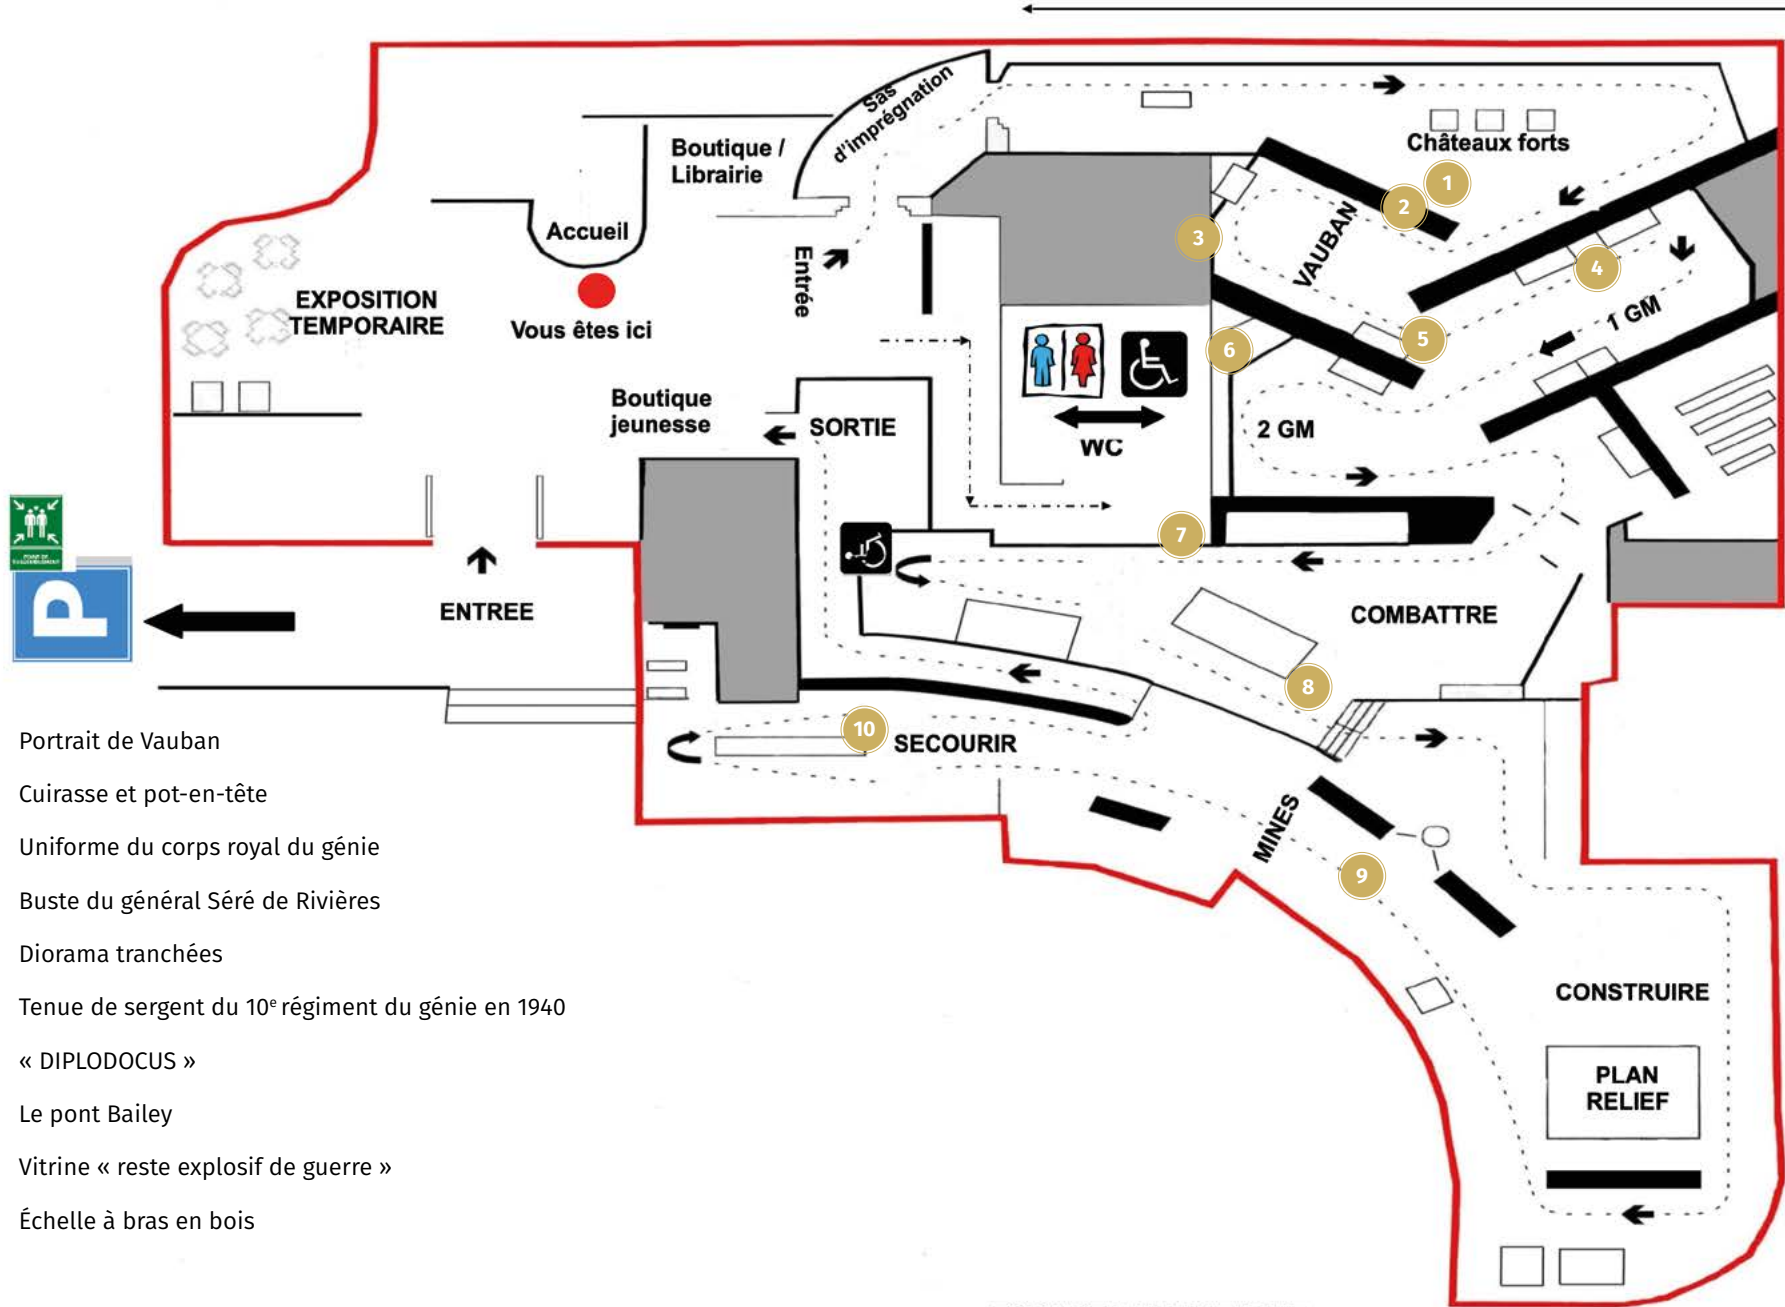 Sas
d'imprégnation
Boutique /
Librairie
Châteaux forts
1
2
Accueil
3
VAUBAN
Entrée
4
EXPOSITION
TEMPORAIRE
1 GM
Vous êtes ici
5
6
Boutique
jeunesse
SORTIE
WC
2 GM
7
P
ENTREE
COMBATTRE
8
10
SECOURIR
MINES
9
CONSTRUIRE
PLAN
RELIEF
Portrait de Vauban
Cuirasse et pot-en-tête
Uniforme du corps royal du génie
Buste du général Séré de Rivières
Diorama tranchées
Tenue de sergent du 10e régiment du génie en 1940
« DIPLODOCUS »
Le pont Bailey
Vitrine « reste explosif de guerre »
Échelle à bras en bois